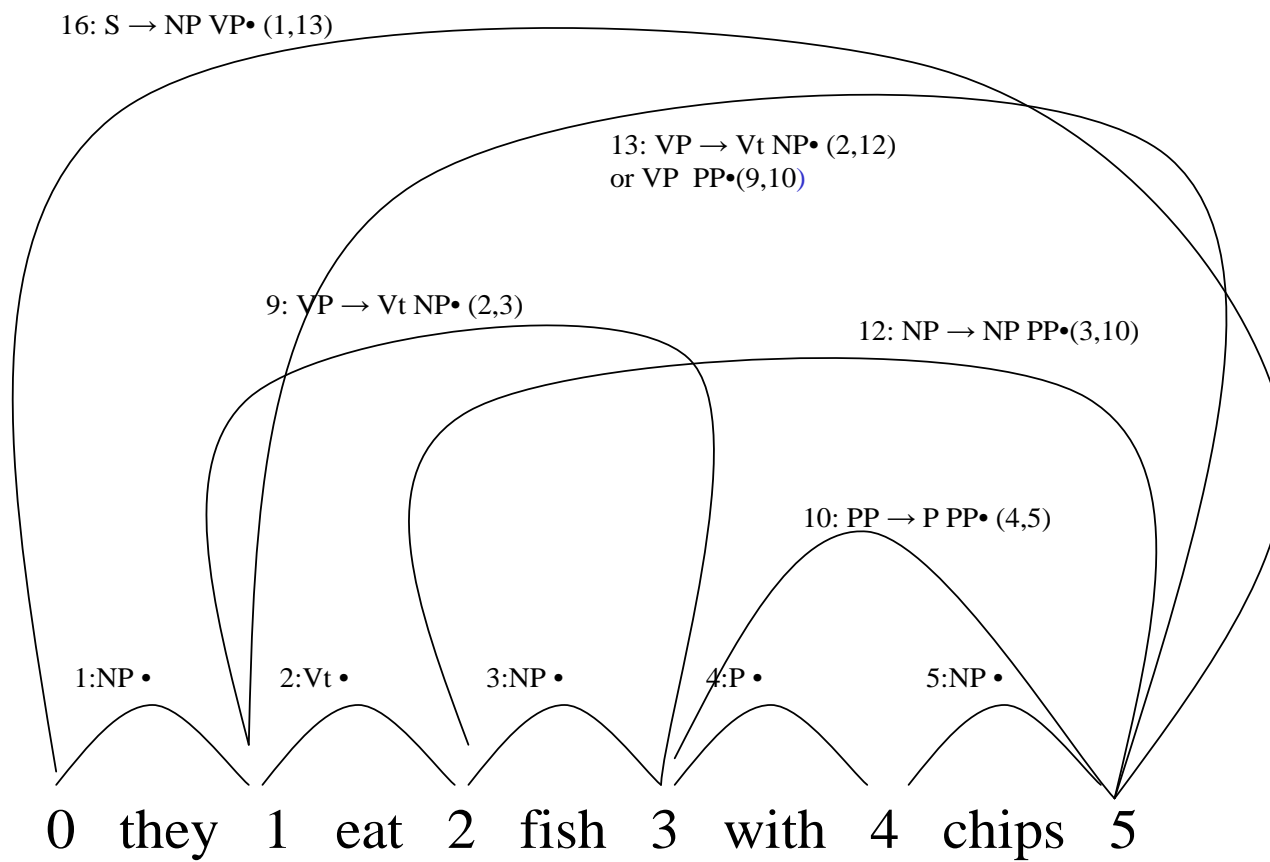 16: S → NP VP• (1,13)
13: VP → Vt NP• (2,12)
or VP  PP•(9,10)
9: VP → Vt NP• (2,3)
12: NP → NP PP•(3,10)
10: PP → P PP• (4,5)
1:NP • 2:Vt • 3:NP • 4:P • 5:NP •
0 they 1 eat 2 fish 3 with 4 chips 5